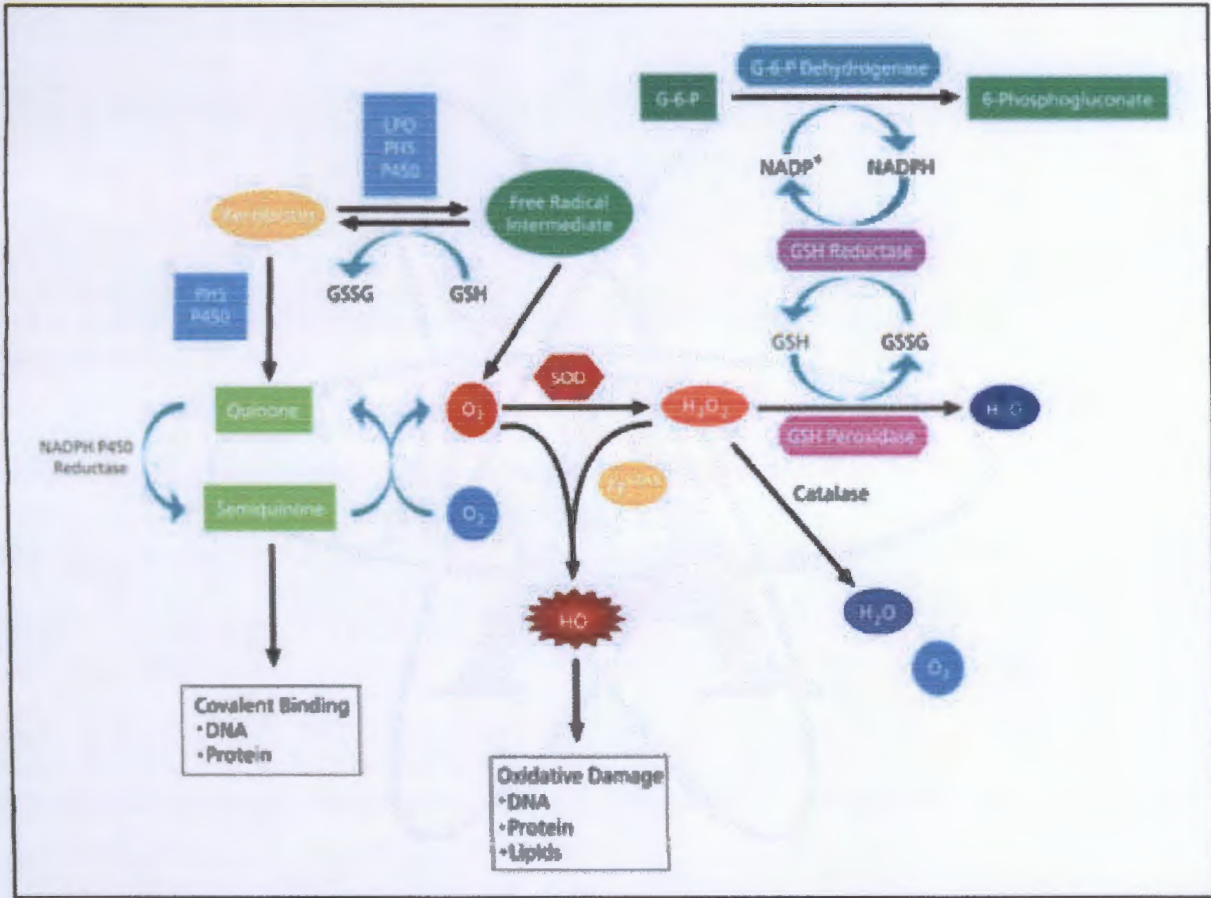 G-6-P Dehydrogenase
G-6-P
6-Phosphogluconate
NADP⁺
NADPH
LPO
PHS
P450
Free Radical
Intermediate
GSSG
GSH
GSH Reductase
GSH
GSSG
PHS
P450
SOD
H₂O₂
GSH Peroxidase
Quinone
NADPH P450
Reductase
Semiquinone
O₂
Catalase
HO
H₂O
O₂
Covalent Binding
•DNA
•Protein
Oxidative Damage
•DNA
•Protein
•Lipids